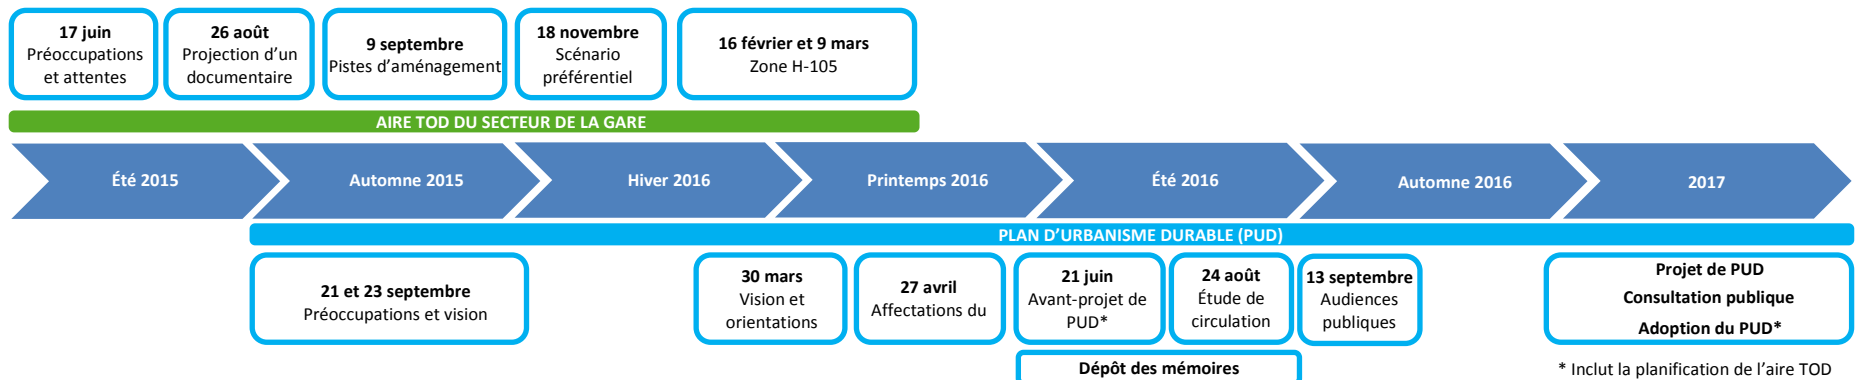 17 juin
Préoccupations
et attentes
26 août
Projection d’un
documentaire
9 septembre
Pistes d’aménagement
18 novembre
Scénario
préférentiel
16 février et 9 mars
Zone H-105
AIRE TOD DU SECTEUR DE LA GARE
Été 2015
Automne 2015
Hiver 2016
Printemps 2016
Été 2016
Automne 2016
2017
PLAN D’URBANISME DURABLE (PUD)
21 et 23 septembre
Préoccupations et vision
30 mars
Vision et
orientations
27 avril
Affectations du
21 juin
Avant-projet de
PUD*
24 août
Étude de
circulation
13 septembre
Audiences
publiques
Projet de PUD
Consultation publique
Adoption du PUD*
Dépôt des mémoires
* Inclut la planification de l’aire TOD